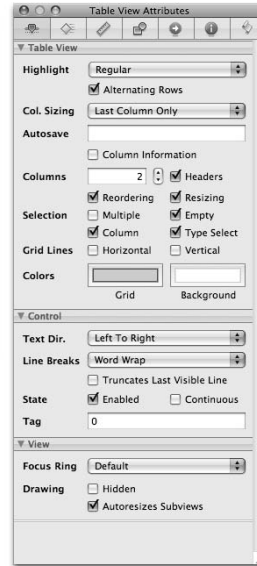 Table View Attributes
Table View
Highlight Regular
Alternating Rows
Col. Sizing Last Column Only
Autosave
Column Information
Columns 2 Headers
Reordering Resizing
Selection Multiple Empty
Column Type Select
Grid Lines Horizontal Vertical
Colors
Grid Background
Control
Text Dir. Left To Right
Line Breaks Word Wrap
Truncates Last Visible Line
State Enabled Continuous
Tag 0
View
Focus Ring Default
Drawing Hidden
Autoresizes Subviews